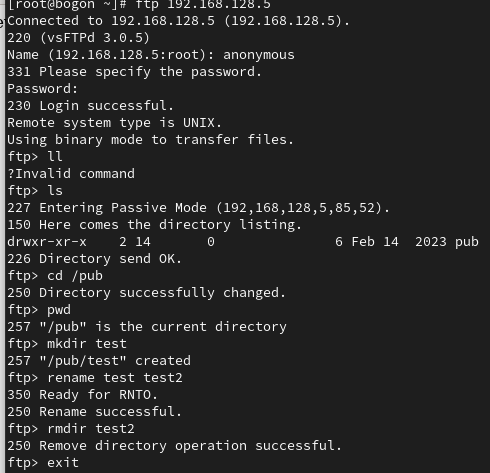 [root@bogon ~]# ftp 192.168.128.5
Connected to 192.168.128.5 (192.168.128.5).
220 (vsFTPd 3.0.5)
Name (192.168.128.5:root): anonymous
331 Please specify the password.
Password:
230 Login successful.
Remote system type is UNIX.
Using binary mode to transfer files.
ftp> ll
?Invalid command
ftp> ls
227 Entering Passive Mode (192,168,128,5,85,52).
150 Here comes the directory listing.
drwxr-xr-x    2 14       0               6 Feb 14  2023 pub
226 Directory send OK.
ftp> cd /pub
250 Directory successfully changed.
ftp> pwd
257 "/pub" is the current directory
ftp> mkdir test
257 "/pub/test" created
ftp> rename test test2
350 Ready for RNTO.
250 Rename successful.
ftp> rmdir test2
250 Remove directory operation successful.
ftp> exit